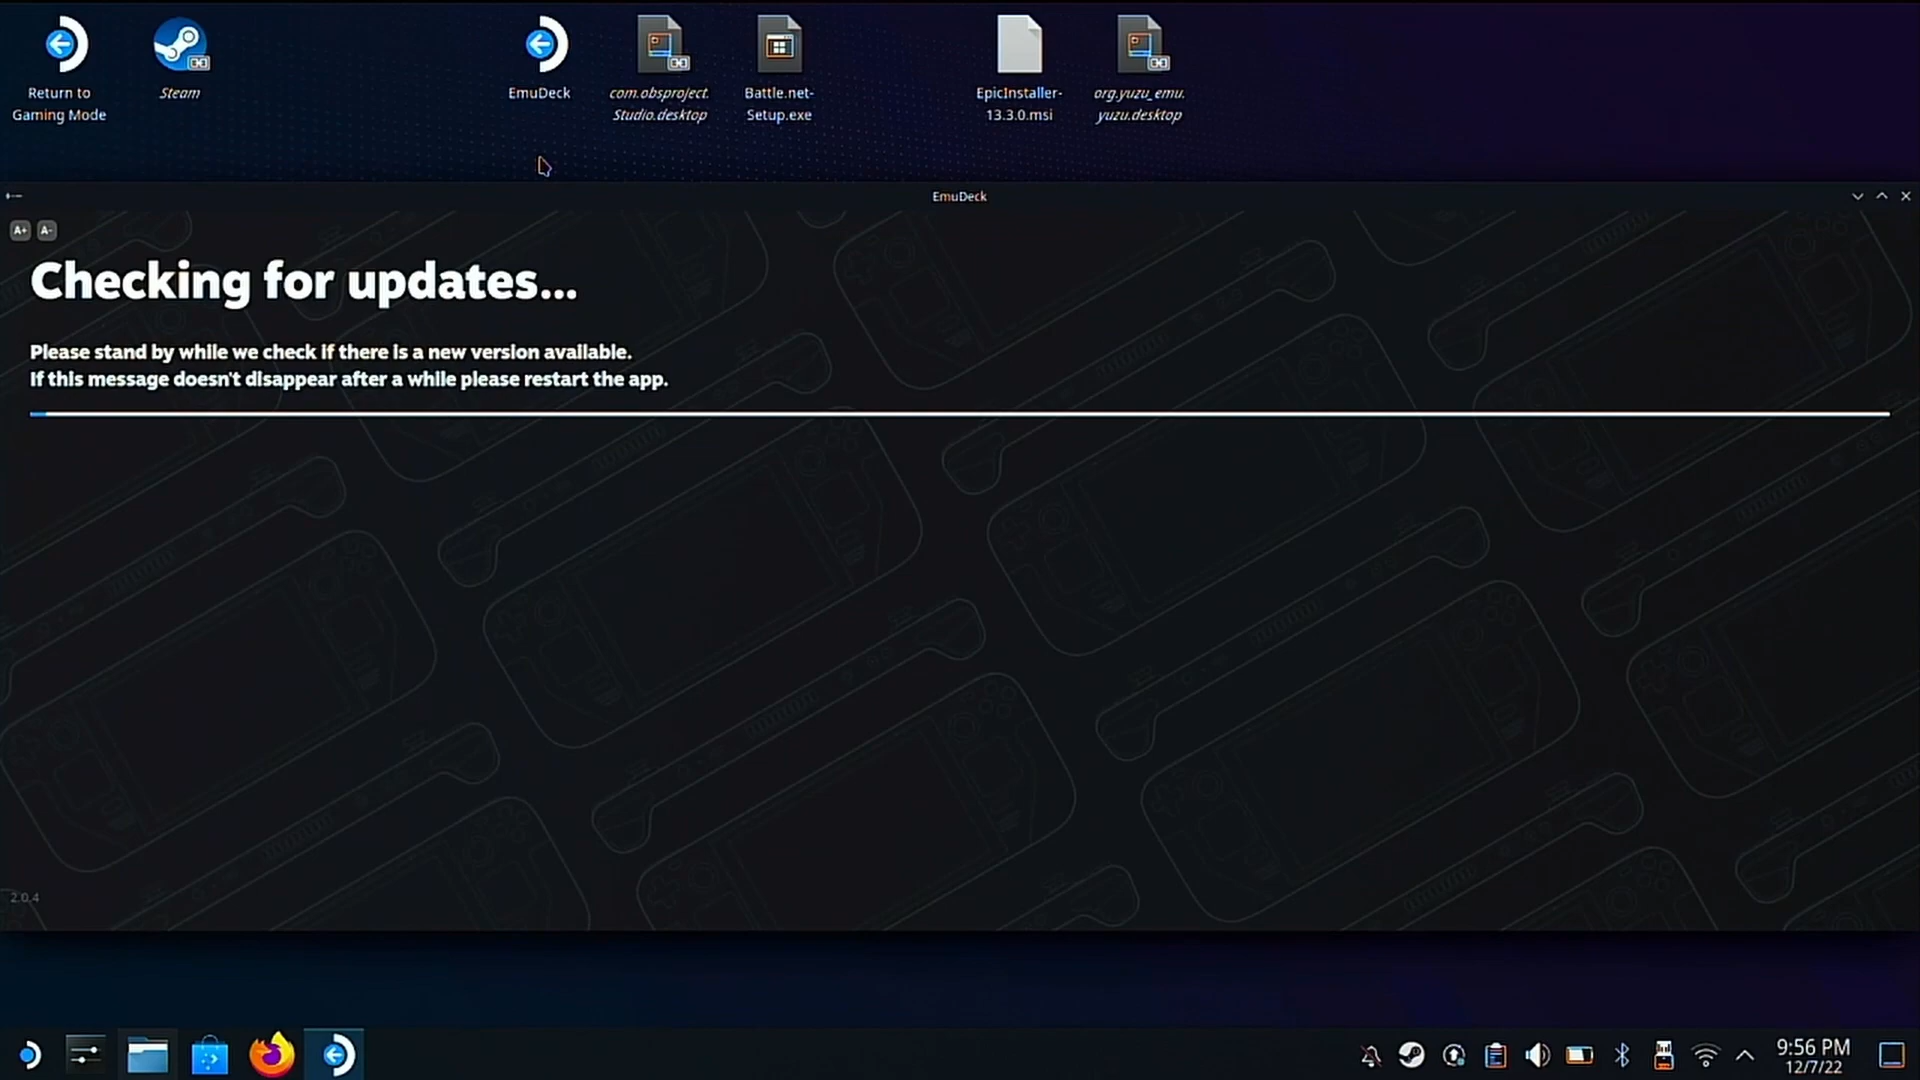 Return to
Gaming Mode
Steam
EmuDeck
com.obsproject.
Studio.desktop
Battle.net-
Setup.exe
EpicInstaller-
13.3.0.msi
org.yuzu_emu.
yuzu.desktop
EmuDeck
A+ A-
Checking for updates...
Please stand by while we check if there is a new version available.
If this message doesn't disappear after a while please restart the app.
2.0.4
9:56 PM
12/7/22